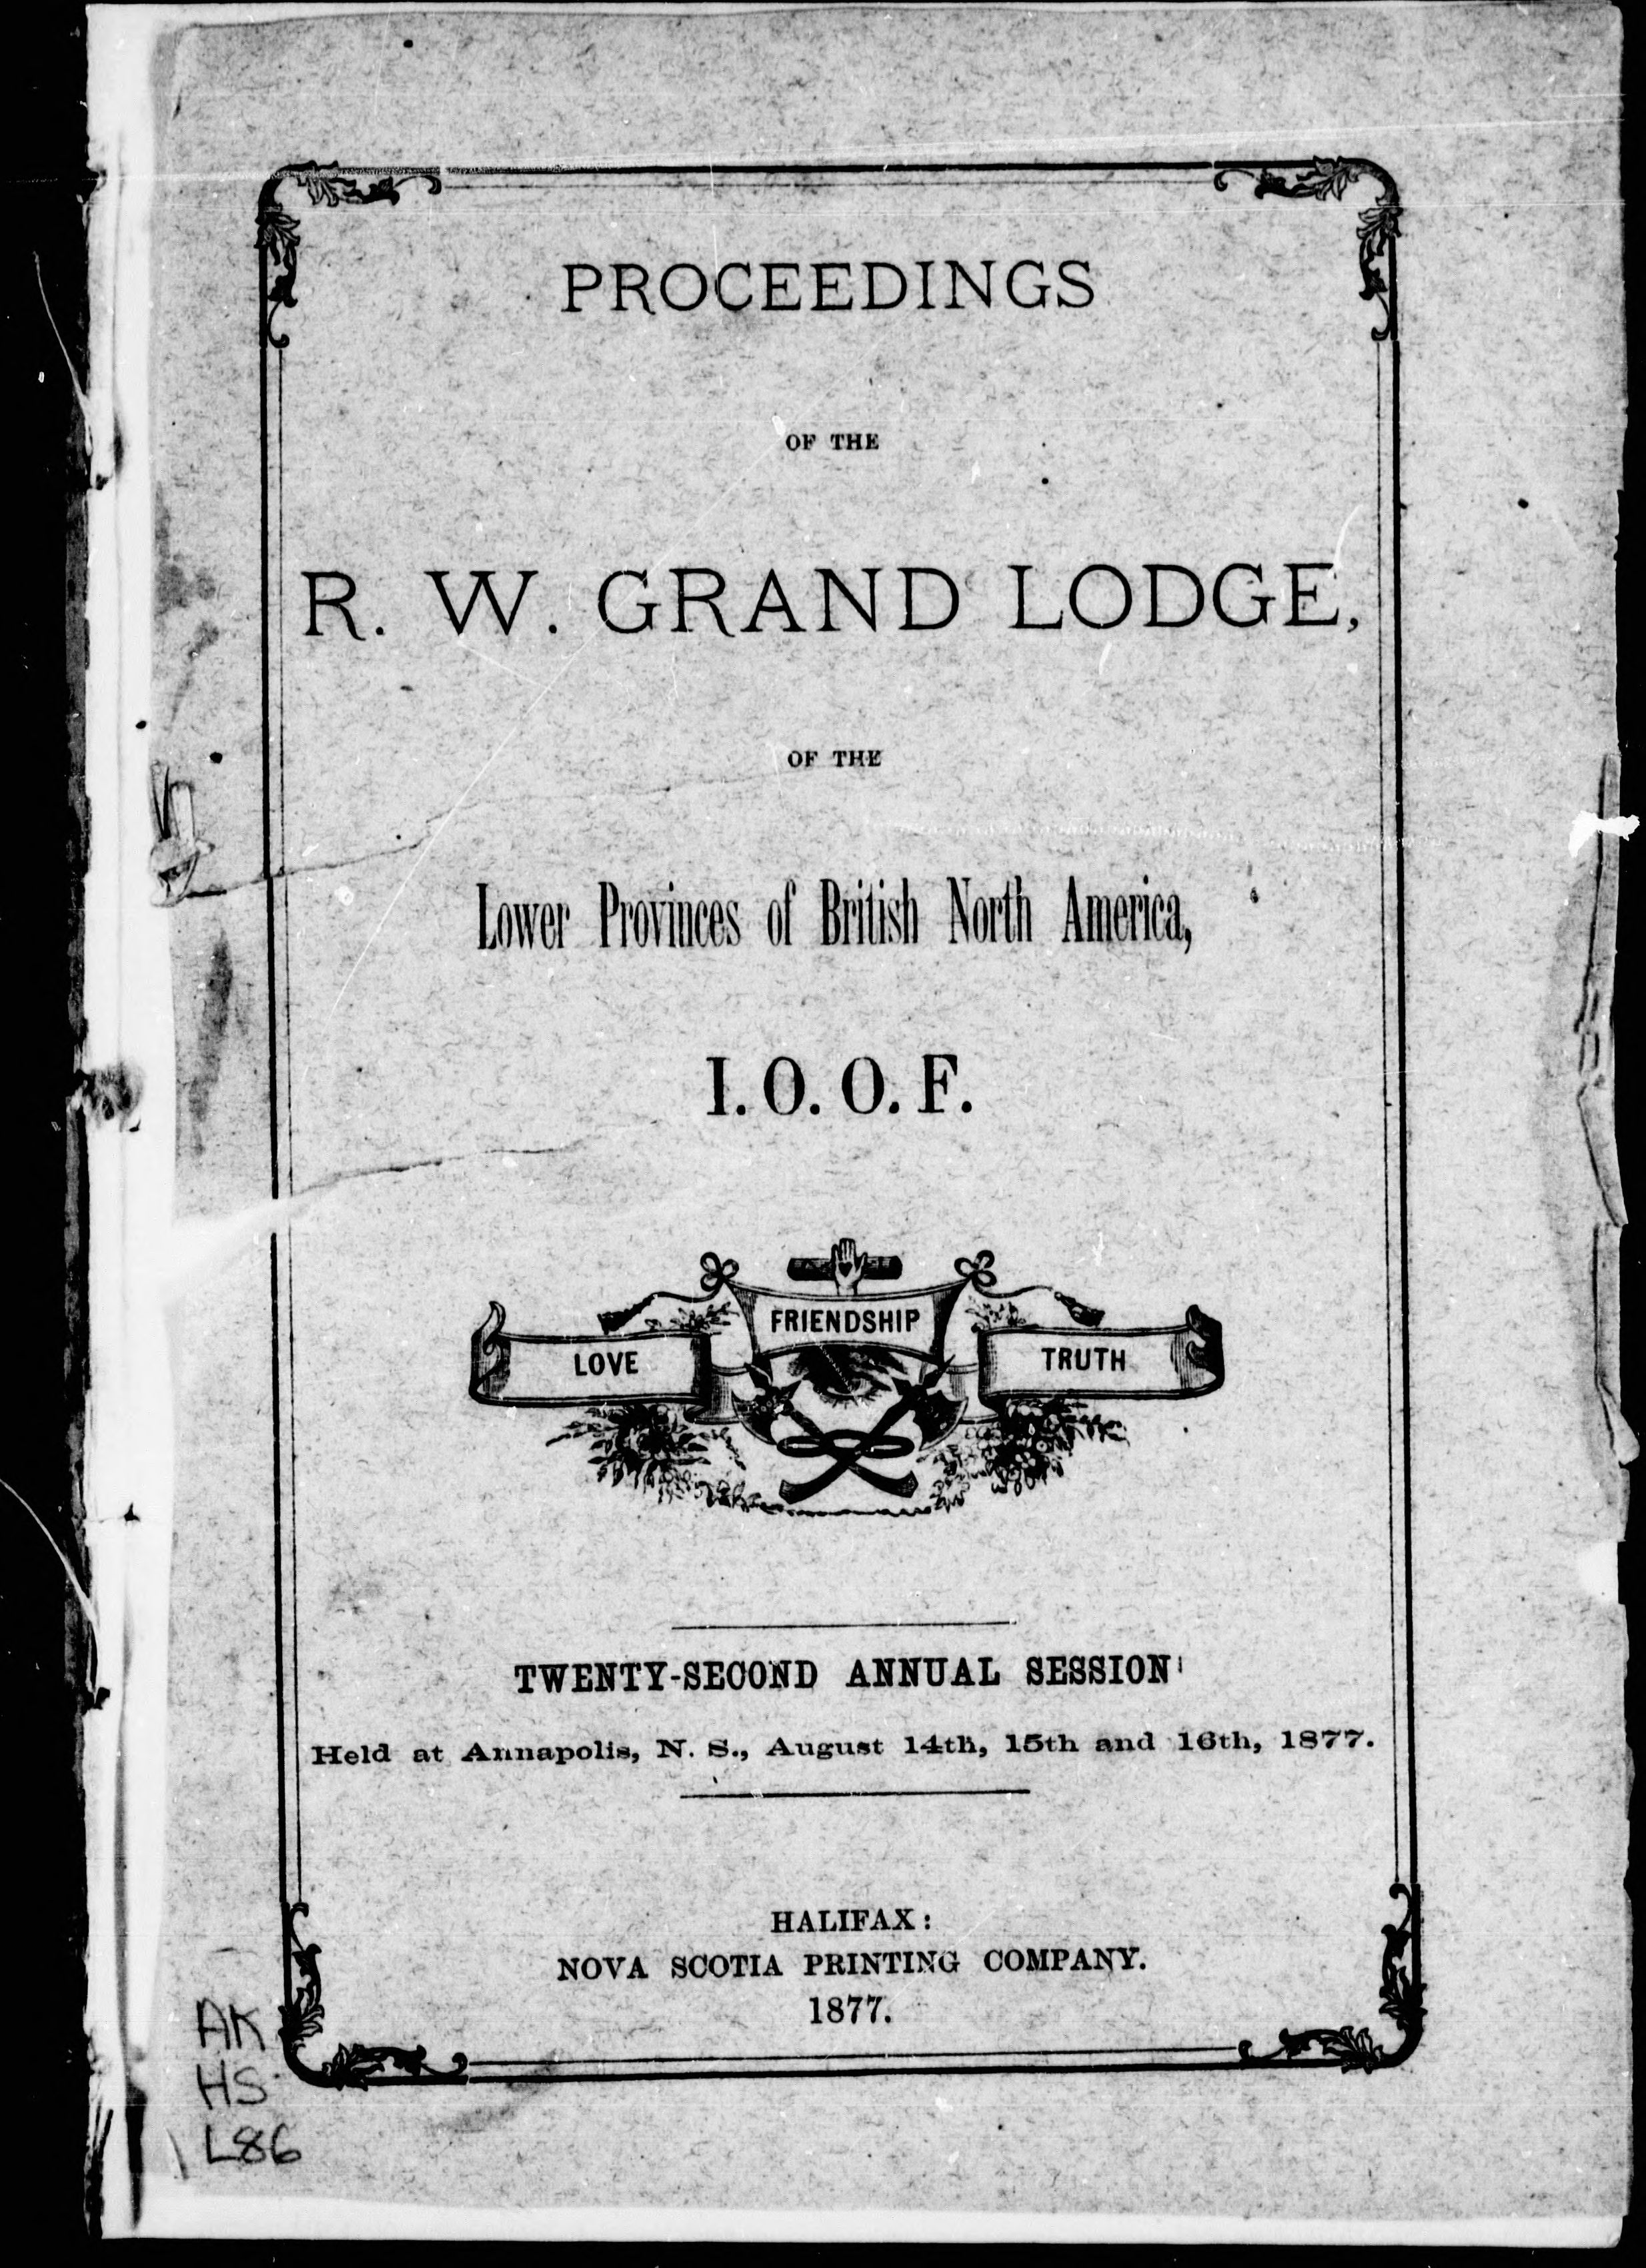 PROCEEDINGS
OF THE
R. W. GRAND LODGE,
OF THE
Lower Provinces of British North America,
I. O. O. F.
FRIENDSHIP
LOVE
TRUTH
TWENTY-SECOND ANNUAL SESSION
Held at Annapolis, N. S., August 14th, 15th and 16th, 1877.
HALIFAX:
NOVA SCOTIA PRINTING COMPANY.
1877.
AK
HS
L86